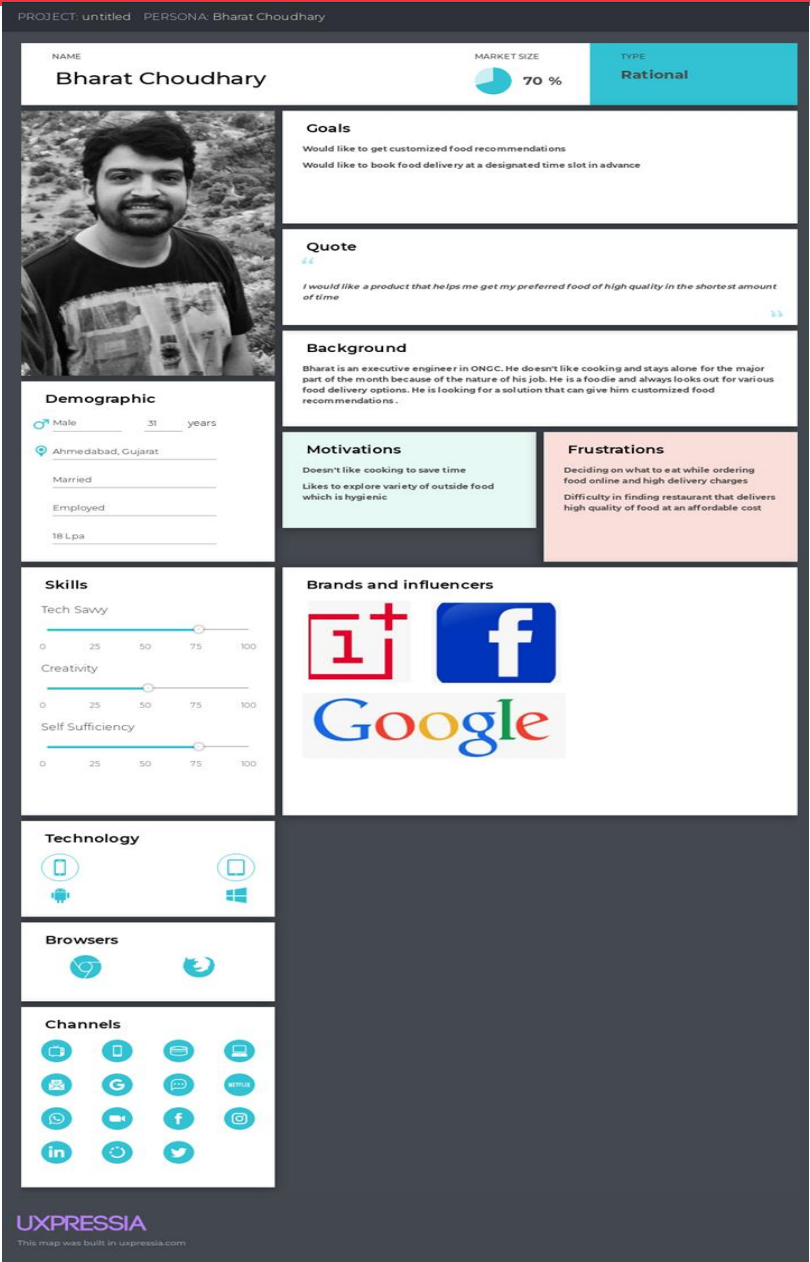 PROJECT: untitled PERSONA: Bharat Choudhary
NAME
Bharat Choudhary
MARKET SIZE
70 %
TYPE
Rational
Goals
Would like to get customized food recommendations
Would like to book food delivery at a designated time slot in advance
Quote
“
I would like a product that helps me get my preferred food of high quality in the shortest amount
of time
”
Background
Bharat is an executive engineer in ONGC. He doesn't like cooking and stays alone for the major
part of the month because of the nature of his job. He is a foodie and always looks out for various
food delivery options. He is looking for a solution that can give him customized food
recommendations.
Demographic
Male 31 years
Ahmedabad, Gujarat
Married
Employed
18 Lpa
Motivations
Doesn't like cooking to save time
Likes to explore variety of outside food
which is hygienic
Frustrations
Deciding on what to eat while ordering
food online and high delivery charges
Difficulty in finding restaurant that delivers
high quality of food at an affordable cost
Skills
Tech Savvy
0 25 50 75 100
Creativity
0 25 50 75 100
Self Sufficiency
0 25 50 75 100
Brands and influencers
1+
f
Google
Technology
Browsers
Channels
G
NETFLIX
f
in
UXPRESSIA
This map was built in uxpressia.com